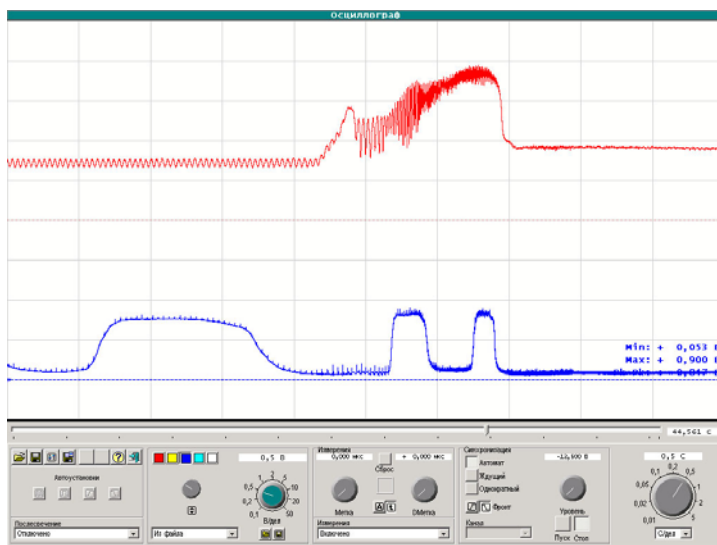 Осциллограф
Min: + 0,053
Max: + 0,900
44,561 с
Автоустановки
Послесвечение
Отключено
0,5 В
0,1 0,2 0,5 1 2 5 10 20 50
В/дел
Из файла
Измерения
0,000 мкс
+ 0,000 мкс
Сброс
Метка
DМетка
Измерения
Включено
Синхронизация
Автомат
Ждущий
Однократный
Фронт
Канал
Уровень
Пуск Стоп
0,5 С
0,01 0,02 0,05 0,1 0,2 0,5 1 2 5
С/дел